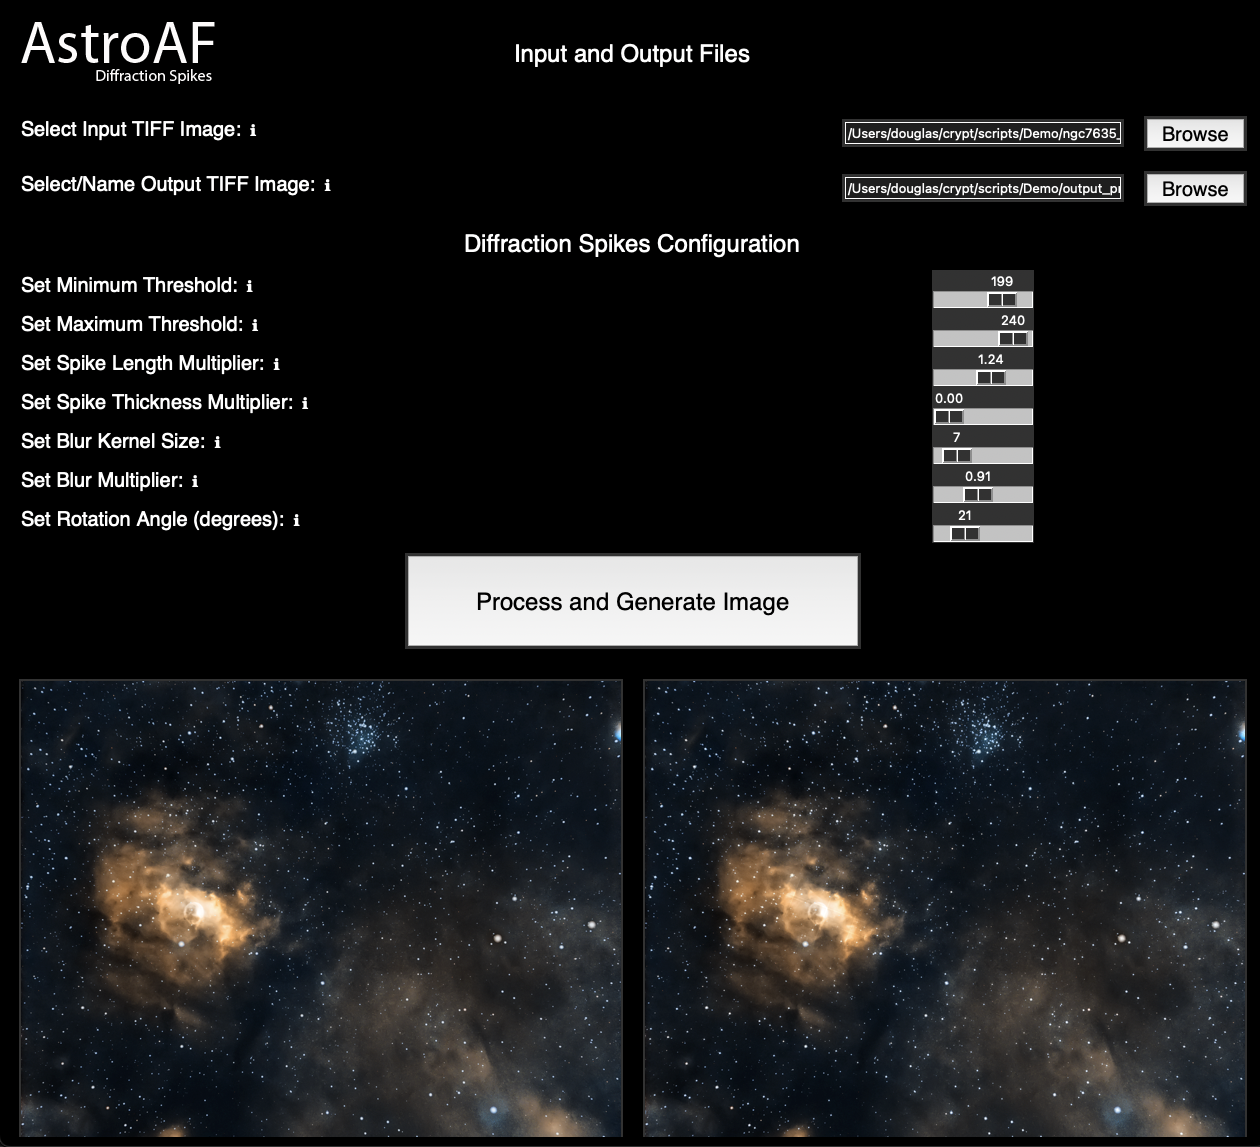 AstroAF
Diffraction Spikes
Input and Output Files
Select Input TIFF Image: ℹ
/Users/douglas/crypt/scripts/Demo/ngc7635_
Browse
Select/Name Output TIFF Image: ℹ
/Users/douglas/crypt/scripts/Demo/output_pr
Browse
Diffraction Spikes Configuration
Set Minimum Threshold: ℹ
199
Set Maximum Threshold: ℹ
240
Set Spike Length Multiplier: ℹ
1.24
Set Spike Thickness Multiplier: ℹ
0.00
Set Blur Kernel Size: ℹ
7
Set Blur Multiplier: ℹ
0.91
Set Rotation Angle (degrees): ℹ
21
Process and Generate Image